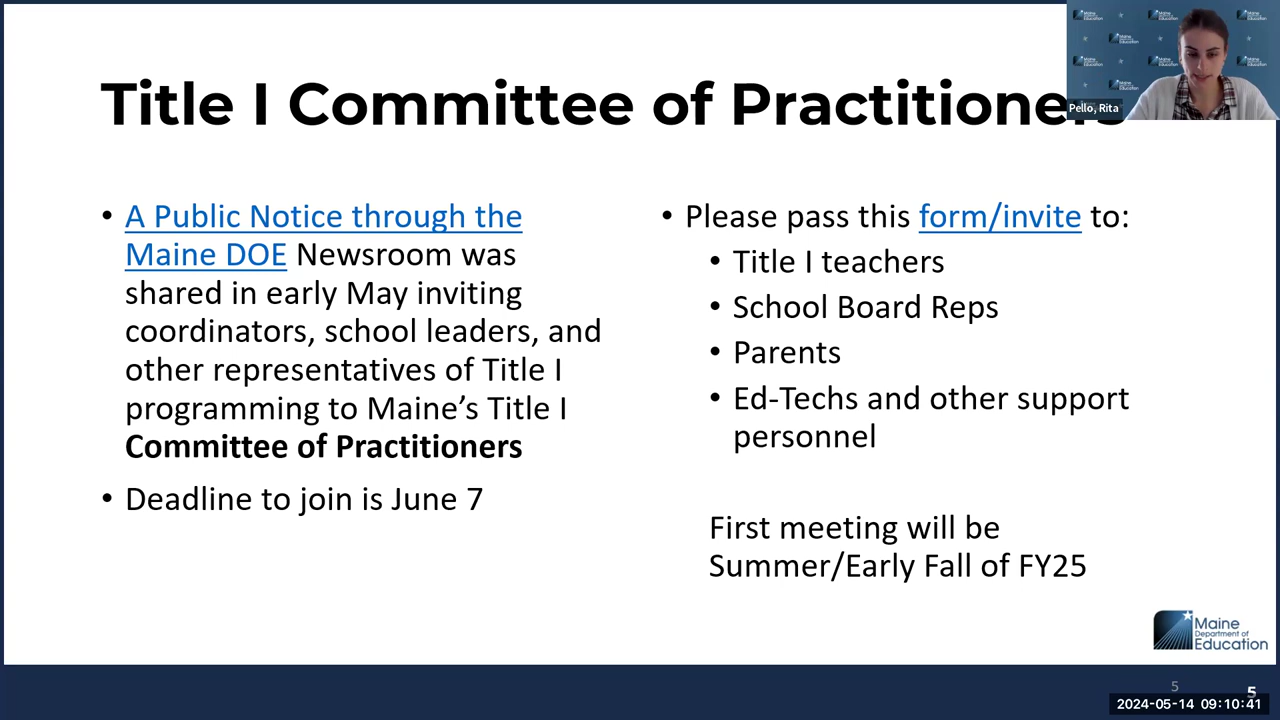 Title I Committee of Practitioners
Pello, Rita
• A Public Notice through the
Maine DOE Newsroom was
shared in early May inviting
coordinators, school leaders, and
other representatives of Title I
programming to Maine’s Title I
Committee of Practitioners
• Deadline to join is June 7
• Please pass this form/invite to:
• Title I teachers
• School Board Reps
• Parents
• Ed-Techs and other support
personnel
First meeting will be
Summer/Early Fall of FY25
Maine
Department of
Education
5
5
2024-05-14 09:10:41